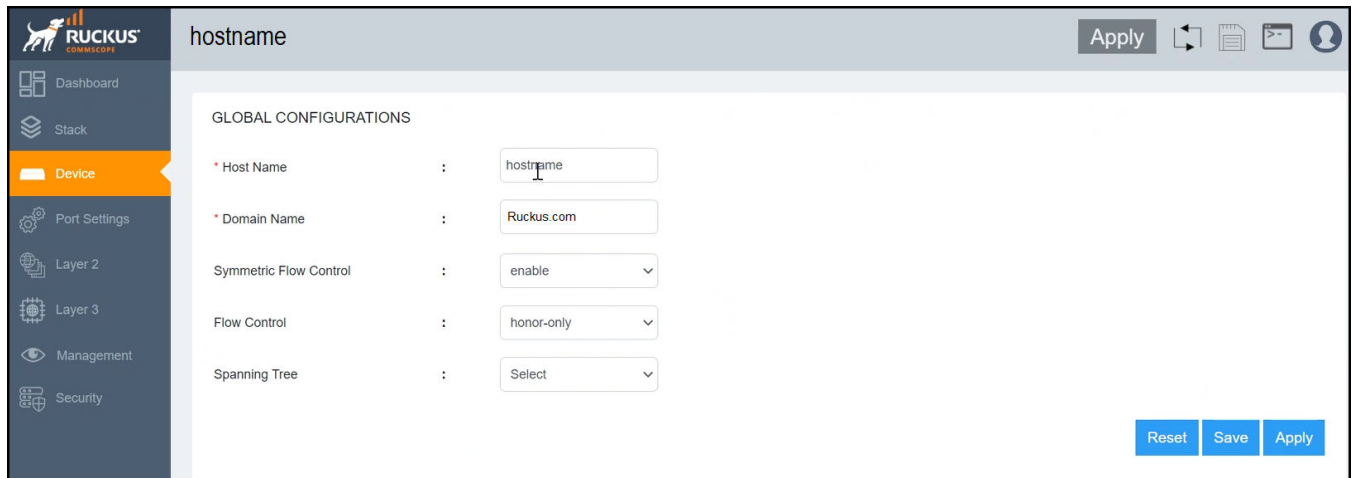 RUCKUS®
COMMSCOPE
hostname
Apply
Dashboard
Stack
Device
Port Settings
Layer 2
Layer 3
Management
Security
GLOBAL CONFIGURATIONS
* Host Name : hostname
* Domain Name : Ruckus.com
Symmetric Flow Control : enable
Flow Control : honor-only
Spanning Tree : Select
Reset Save Apply